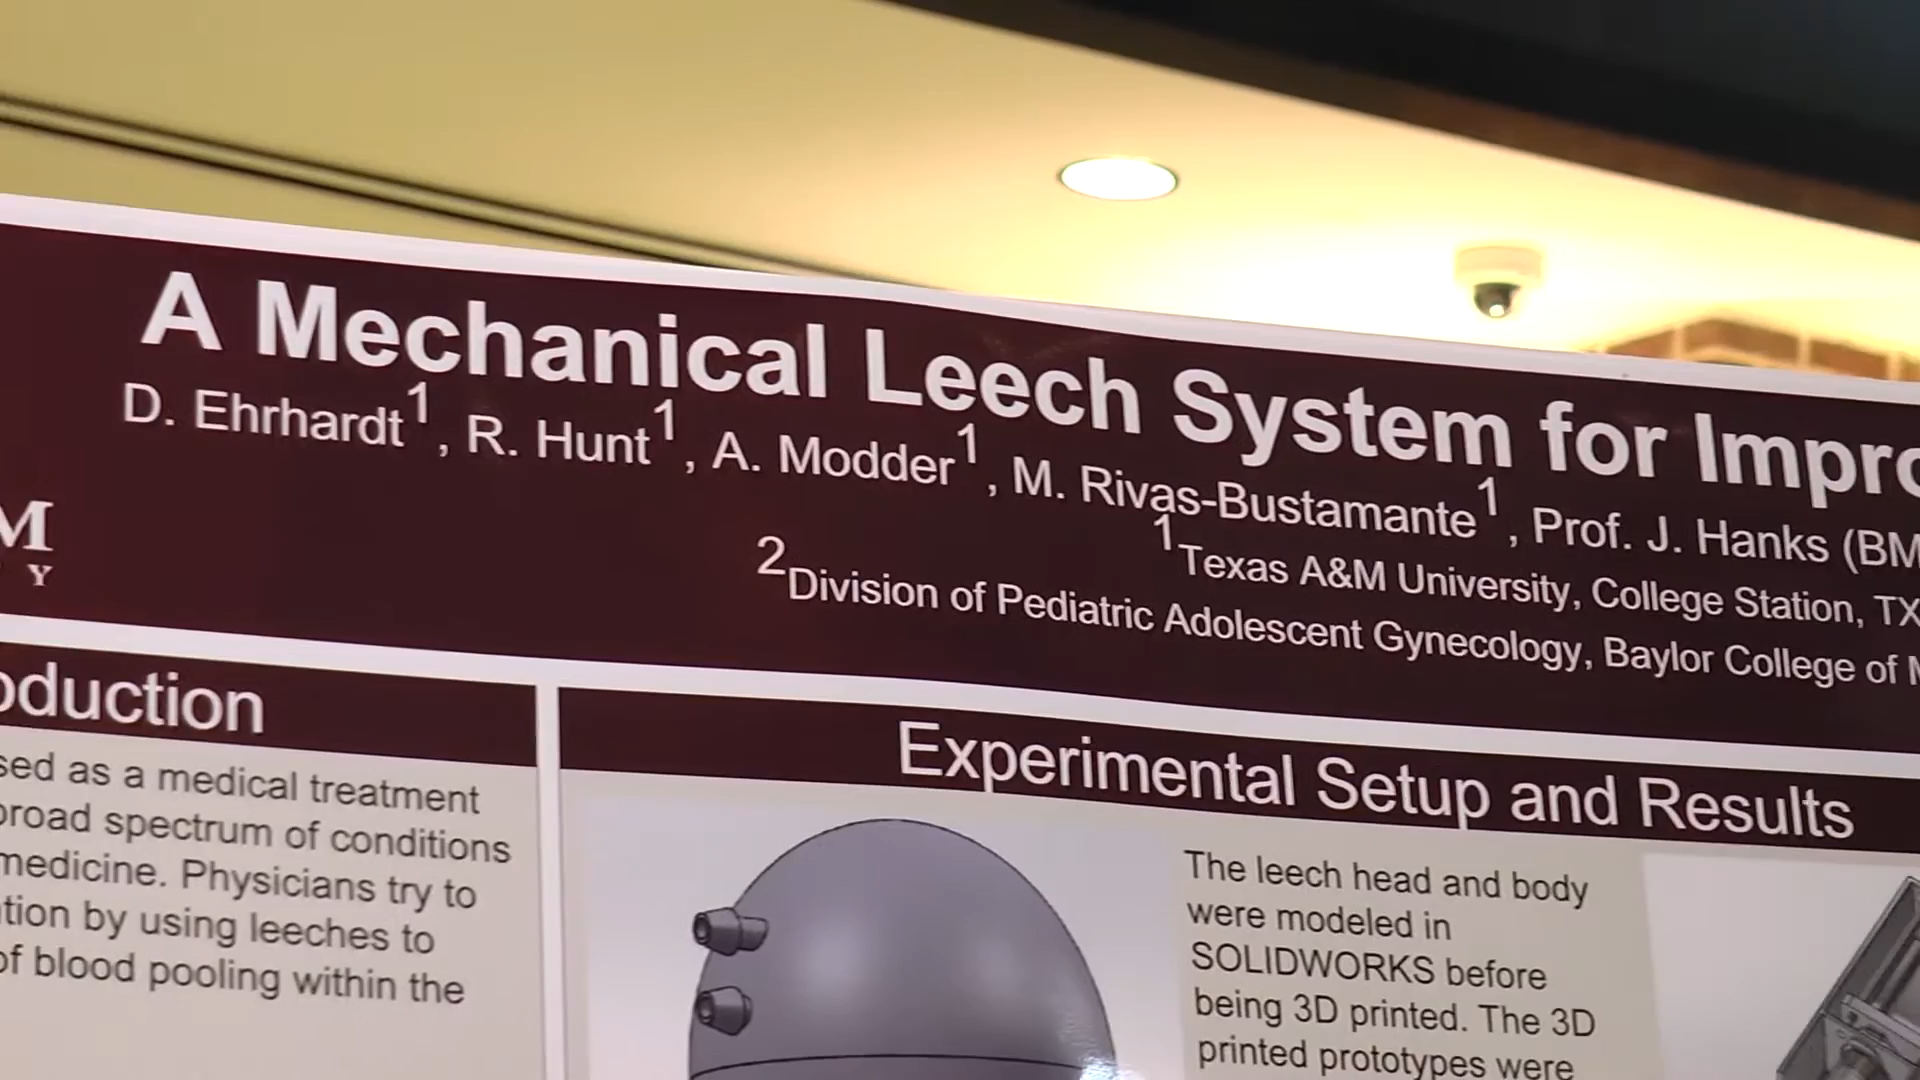 A Mechanical Leech System for Impro
D. Ehrhardt1, R. Hunt1, A. Modder1, M. Rivas-Bustamante1, Prof. J. Hanks (BM
1Texas A&M University, College Station, TX
2Division of Pediatric Adolescent Gynecology, Baylor College of M
M
Y
oduction
sed as a medical treatment
broad spectrum of conditions
medicine. Physicians try to
tion by using leeches to
of blood pooling within the
Experimental Setup and Results
The leech head and body
were modeled in
SOLIDWORKS before
being 3D printed. The 3D
printed prototypes were